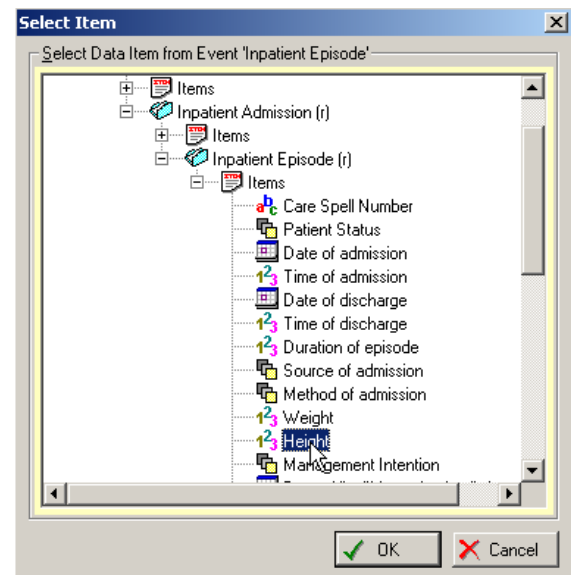 Select Item
Select Data Item from Event 'Inpatient Episode'
Items
Inpatient Admission (r)
Items
Inpatient Episode (r)
Items
Care Spell Number
Patient Status
Date of admission
Time of admission
Date of discharge
Time of discharge
Duration of episode
Source of admission
Method of admission
Weight
Height
Management Intention
OK
Cancel